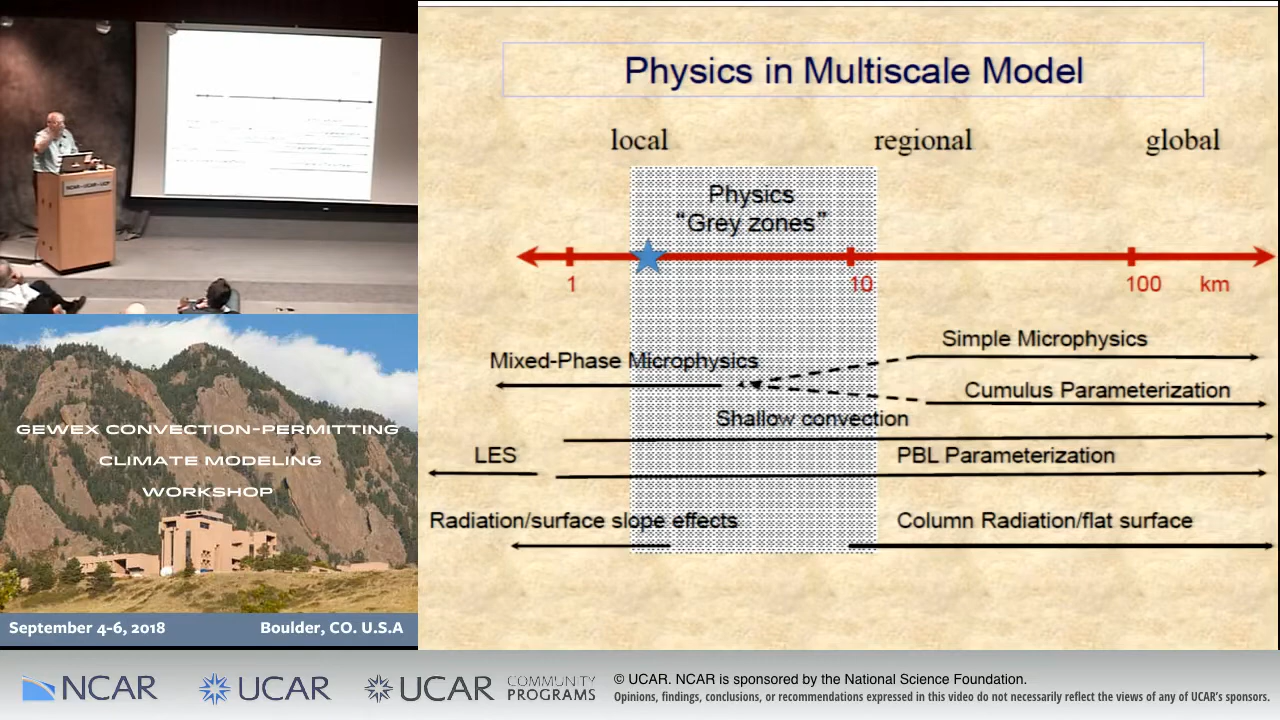 NCAR·UCAR·UCP
GEWEX CONVECTION-PERMITTING
CLIMATE MODELING
WORKSHOP
September 4-6, 2018
Boulder, CO. U.S.A
Physics in Multiscale Model
local regional global
Physics
“Grey zones”
1 10 100 km
Simple Microphysics
Mixed-Phase Microphysics
Cumulus Parameterization
Shallow convection
LES PBL Parameterization
Radiation/surface slope effects Column Radiation/flat surface
NCAR UCAR UCAR COMMUNITY PROGRAMS
© UCAR. NCAR is sponsored by the National Science Foundation.
Opinions, findings, conclusions, or recommendations expressed in this video do not necessarily reflect the views of any of UCAR's sponsors.